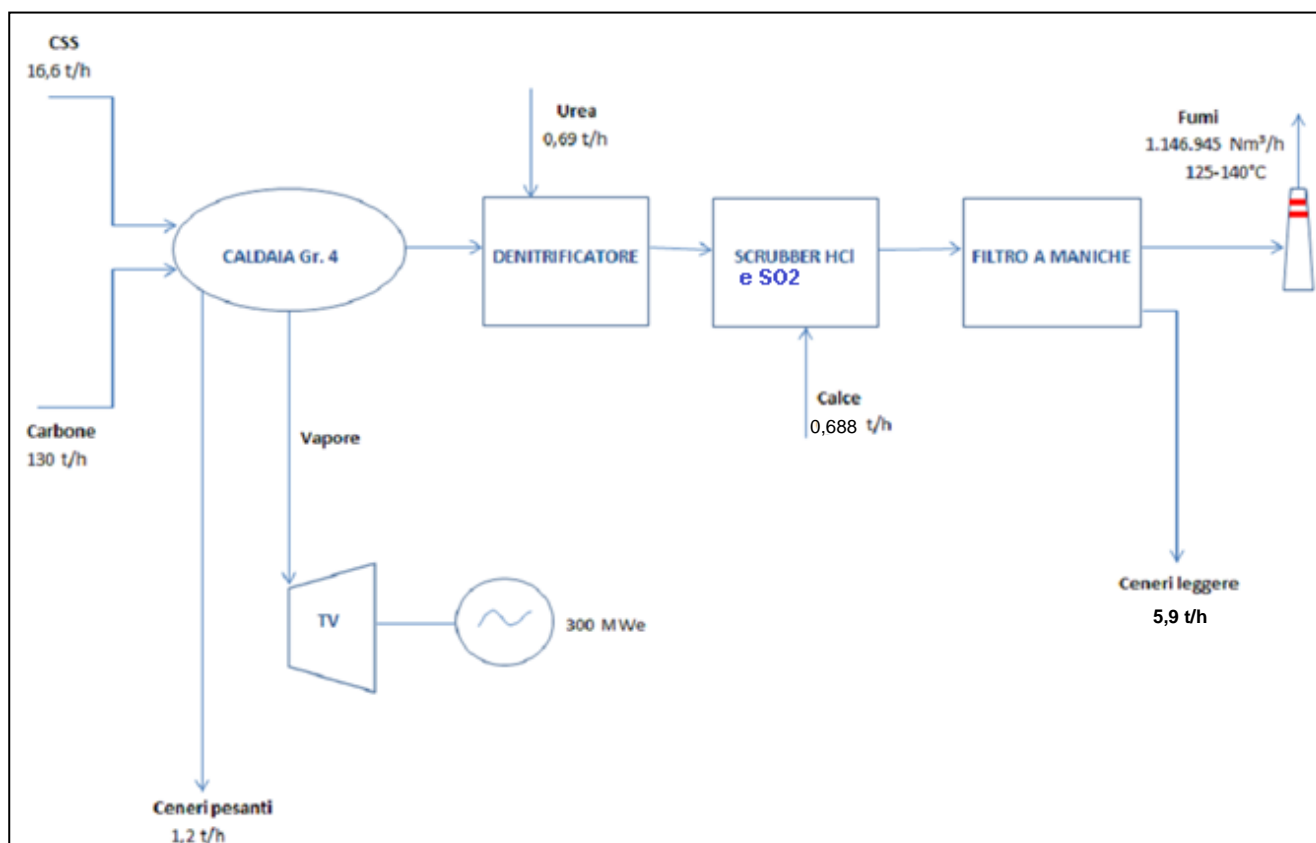 CSS
16,6 t/h
Urea
0,69 t/h
Fumi
1.146.945 Nm³/h
125-140°C
CALDAIA Gr. 4
DENITRIFICATORE
SCRUBBER HCl
e SO2
FILTRO A MANICHE
Carbone
130 t/h
Vapore
Calce
0,688 t/h
Ceneri leggere
5,9 t/h
TV
300 MWe
Ceneri pesanti
1,2 t/h